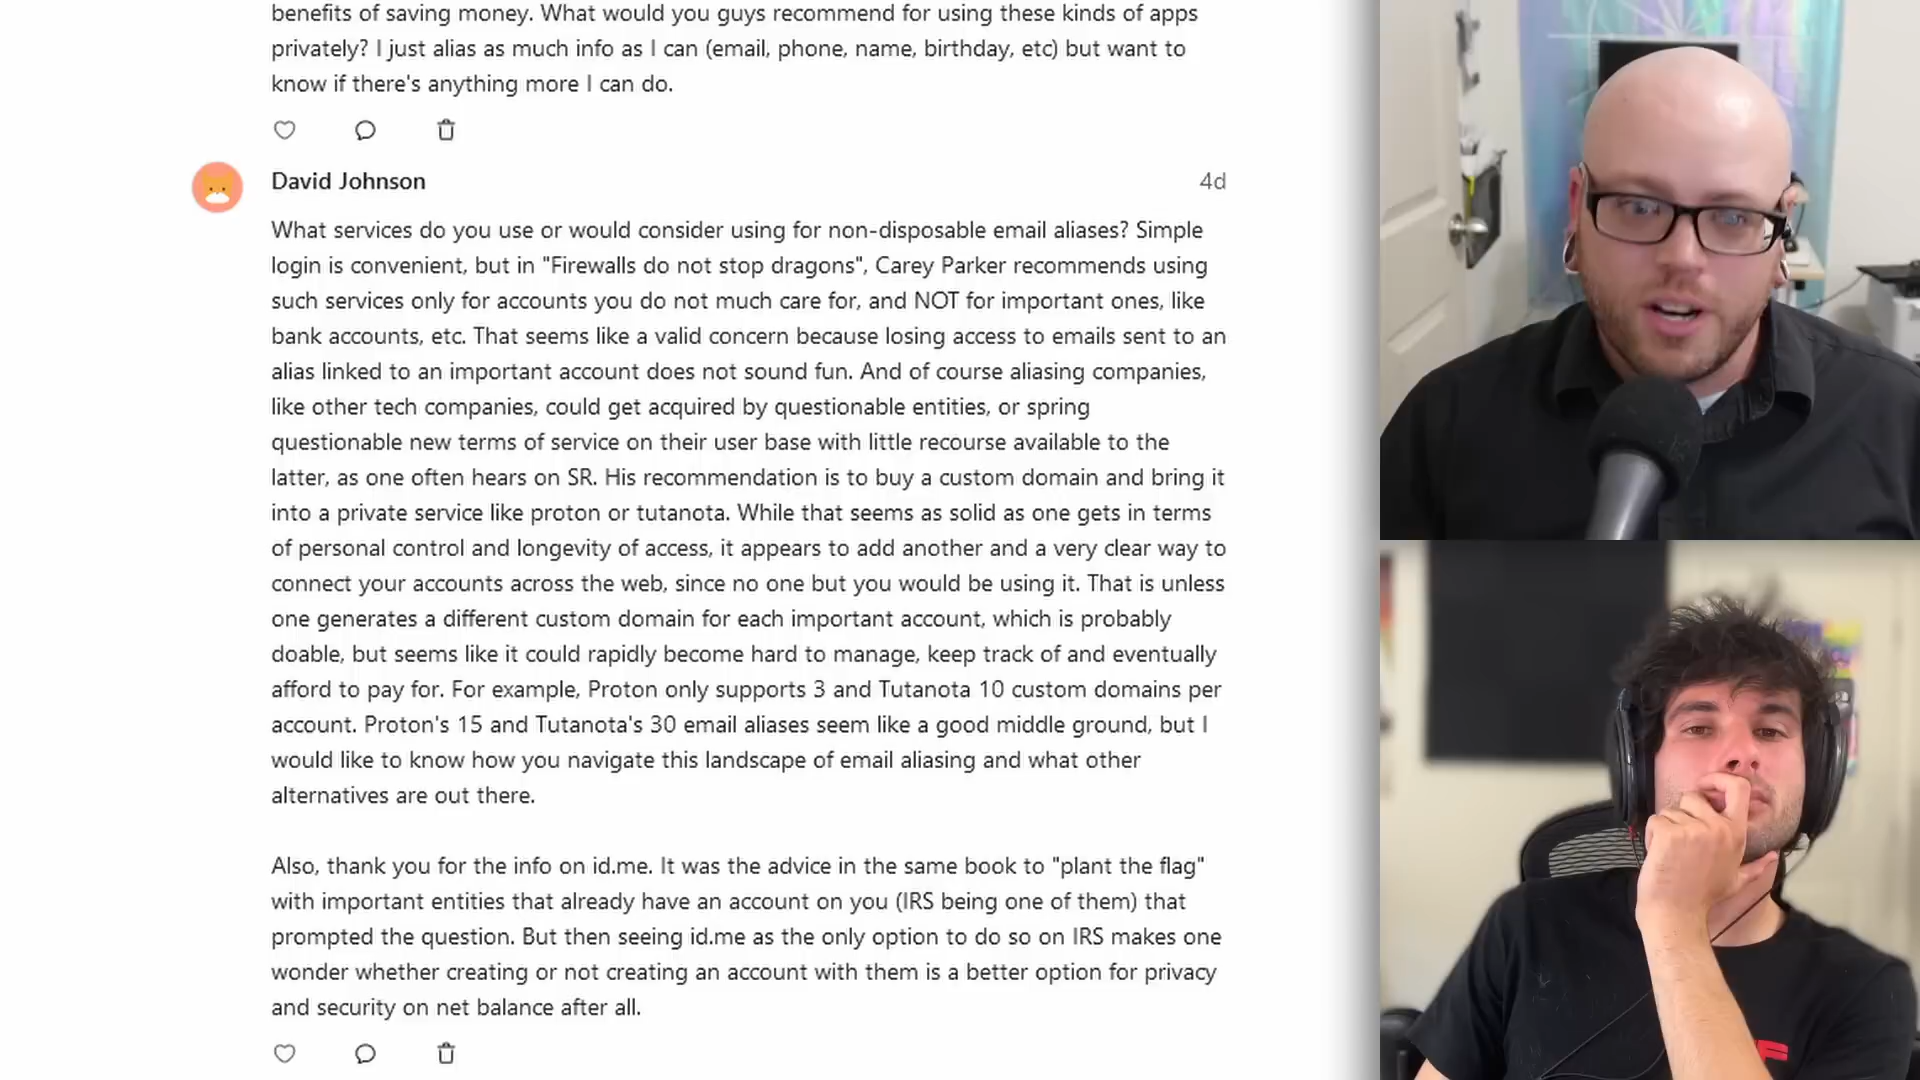 benefits of saving money. What would you guys recommend for using these kinds of apps
privately? I just alias as much info as I can (email, phone, name, birthday, etc) but want to
know if there's anything more I can do.
David Johnson
4d
What services do you use or would consider using for non-disposable email aliases? Simple
login is convenient, but in "Firewalls do not stop dragons", Carey Parker recommends using
such services only for accounts you do not much care for, and NOT for important ones, like
bank accounts, etc. That seems like a valid concern because losing access to emails sent to an
alias linked to an important account does not sound fun. And of course aliasing companies,
like other tech companies, could get acquired by questionable entities, or spring
questionable new terms of service on their user base with little recourse available to the
latter, as one often hears on SR. His recommendation is to buy a custom domain and bring it
into a private service like proton or tutanota. While that seems as solid as one gets in terms
of personal control and longevity of access, it appears to add another and a very clear way to
connect your accounts across the web, since no one but you would be using it. That is unless
one generates a different custom domain for each important account, which is probably
doable, but seems like it could rapidly become hard to manage, keep track of and eventually
afford to pay for. For example, Proton only supports 3 and Tutanota 10 custom domains per
account. Proton's 15 and Tutanota's 30 email aliases seem like a good middle ground, but I
would like to know how you navigate this landscape of email aliasing and what other
alternatives are out there.
Also, thank you for the info on id.me. It was the advice in the same book to "plant the flag"
with important entities that already have an account on you (IRS being one of them) that
prompted the question. But then seeing id.me as the only option to do so on IRS makes one
wonder whether creating or not creating an account with them is a better option for privacy
and security on net balance after all.